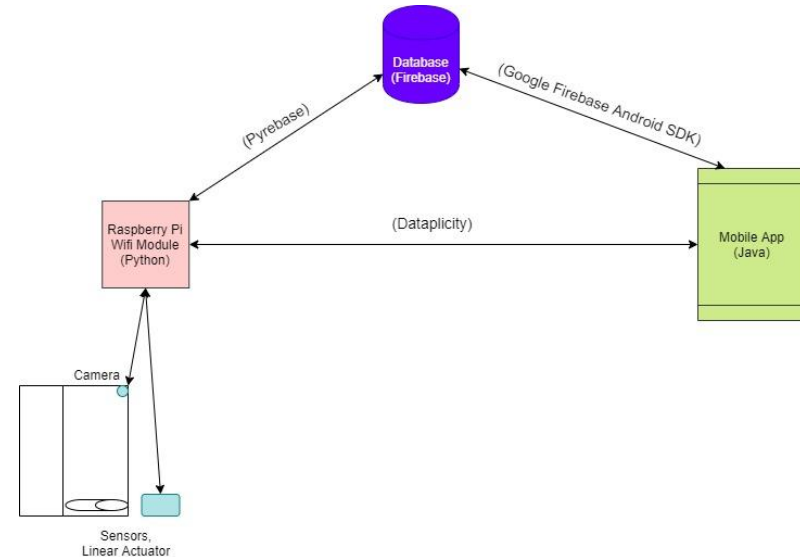 Database
(Firebase)
(Pyrebase)
(Google Firebase Android SDK)
Raspberry Pi
Wifi Module
(Python)
(Dataplicity)
Mobile App
(Java)
Camera
Sensors,
Linear Actuator